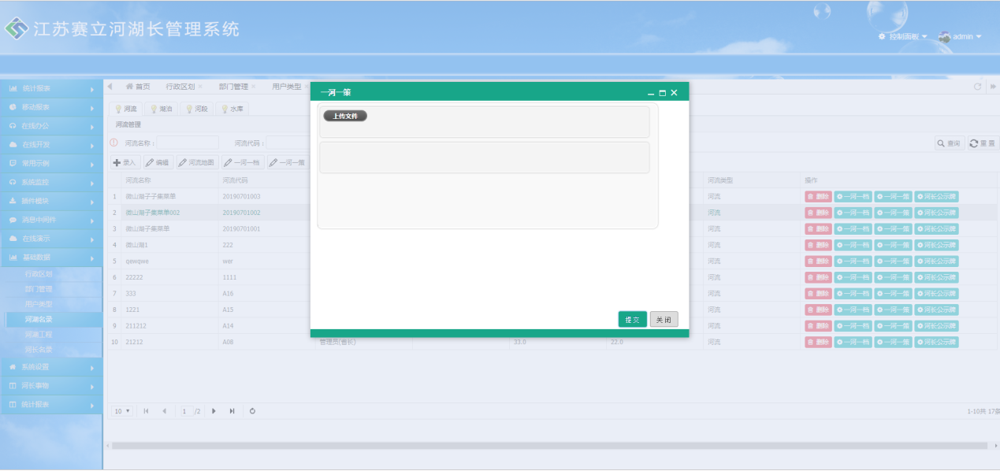 江苏赛立河湖长管理系统
控制面板 admin
首页 行政区划 部门管理 用户类型
统计报表
移动报表
在线办公
在线开发
常用示例
系统监控
插件模块
消息中间件
在线演示
基础数据
行政区划
部门管理
用户类型
河湖名录
河湖工程
河长名录
系统设置
河长事物
统计报表
河流 湖泊 河段 水库
河流管理
河流名称: 河流代码:
查询 重置
录入 编辑 河流地图 一河一档 一河一策
河流名称 河流代码 河流类型 操作
1 微山湖子子集菜单 20190701003 河流 删除 一河一档 一河一策 河长公示牌
2 微山湖子集菜单002 20190701002 河流 删除 一河一档 一河一策 河长公示牌
3 微山湖子集菜单 20190701001 河流 删除 一河一档 一河一策 河长公示牌
4 微山湖1 222 河流 删除 一河一档 一河一策 河长公示牌
5 qewqwe wer 河流 删除 一河一档 一河一策 河长公示牌
6 22222 1111 河流 删除 一河一档 一河一策 河长公示牌
7 333 A16 河流 删除 一河一档 一河一策 河长公示牌
8 1221 A15 河流 删除 一河一档 一河一策 河长公示牌
9 211212 A14 河流 删除 一河一档 一河一策 河长公示牌
10 21212 A08 管理员(省长) 33.0 22.0 河流 删除 一河一档 一河一策 河长公示牌
一河一策
上传文件
提交 关闭
10 1 /2
1-10共 17条